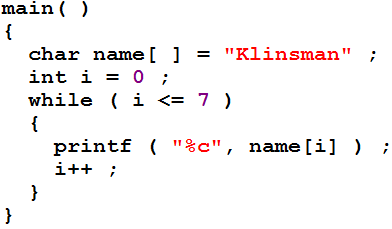 main( )
{
char name[ ] = "Klinsman" ;
int i = 0 ;
while ( i <= 7 )
{
printf ( "%c", name[i] ) ;
i++ ;
}
}